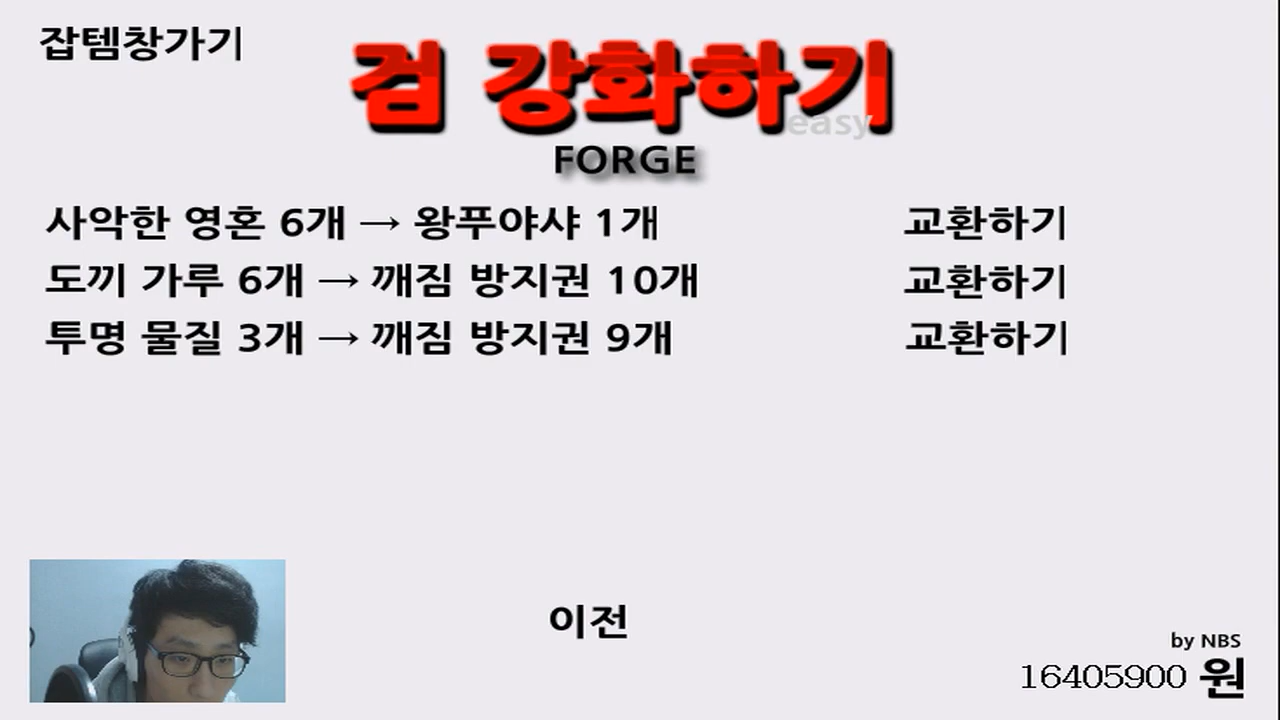 잡템창가기
검 강화하기
easy
FORGE
사악한 영혼 6개 → 왕푸야샤 1개 교환하기
도끼 가루 6개 → 깨짐 방지권 10개 교환하기
투명 물질 3개 → 깨짐 방지권 9개 교환하기
이전
by NBS
16405900 원